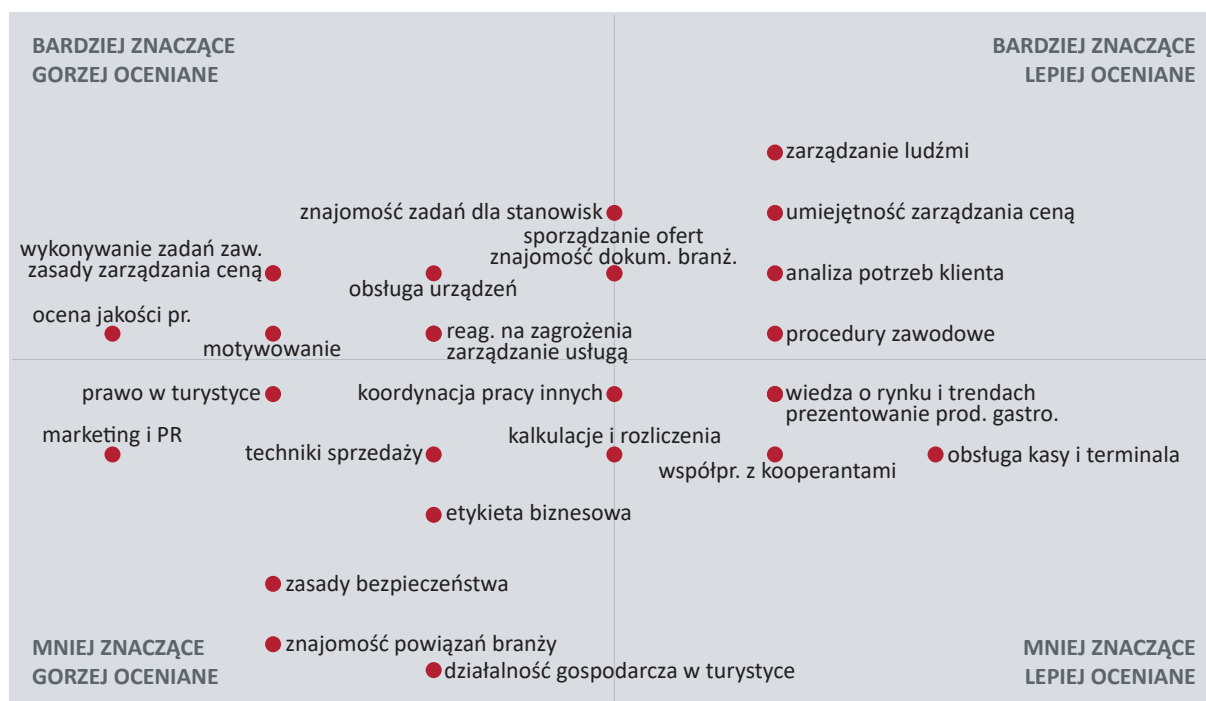 BARDZIEJ ZNACZĄCE
GORZEJ OCENIANE
BARDZIEJ ZNACZĄCE
LEPIEJ OCENIANE
zarządzanie ludźmi
znajomość zadań dla stanowisk
umiejętność zarządzania ceną
sporządzanie ofert
znajomość dokum. branż.
wykonywanie zadań zaw.
zasady zarządzania ceną
obsługa urządzeń
analiza potrzeb klienta
ocena jakości pr.
motywowanie
reag. na zagrożenia
zarządzanie usługą
procedury zawodowe
prawo w turystyce
koordynacja pracy innych
wiedza o rynku i trendach
prezentowanie prod. gastro.
marketing i PR
techniki sprzedaży
kalkulacje i rozliczenia
współpr. z kooperantami
obsługa kasy i terminala
etykieta biznesowa
zasady bezpieczeństwa
znajomość powiązań branży
działalność gospodarcza w turystyce
MNIEJ ZNACZĄCE
GORZEJ OCENIANE
MNIEJ ZNACZĄCE
LEPIEJ OCENIANE